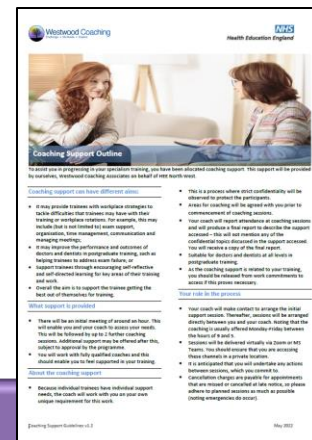 Westwood Coaching
NHS
Health Education England
Coaching Support Outline
To assist you in progressing in your specialism training, you have been allocated coaching support. This support will be provided
by ourselves, Westwood Coaching associates on behalf of HEE North West.
Coaching support can have different aims:
It may provide trainees with workplace strategies to
tackle difficulties that trainees may have with their
training or workplace rotations. For example, this may
include (but is not limited to) exam support,
organisation, time management, communication and
managing meetings;
It may improve the performance and outcomes of
doctors and dentists in postgraduate training, such as
helping trainees to address exam failure, or
Support trainees through encouraging self-reflective
and self-directed learning for key areas of their training
and work.
Overall the aim is to support the trainees getting the
best out of themselves for training.
What support is provided
There will be an initial meeting of around on hour. This
will enable you and your coach to assess your needs.
This will be followed by up to 2 further coaching
sessions. Additional support may be offered after this,
subject to approval by the programme.
You will work with fully qualified coaches and this
should enable you to feel supported in your training.
About the coaching support
Because individual trainees have individual support
needs, the coach will work with you on your own
unique requirement for this work.
This is a process where strict confidentiality will be
observed to protect the participants.
Areas for coaching will be agreed with you prior to
commencement of coaching sessions.
Your coach will report attendance at coaching sessions
and will produce a final report to describe the support
accessed – this will not mention any of the
confidential topics discussed in the support accessed.
You will receive a copy of the final report.
Suitable for doctors and dentists at all levels in
postgraduate training.
As the coaching support is related to your training,
you should be released from work commitments to
access if this proves necessary.
Your role in the process
Your coach will make contact to arrange the initial
support session. Thereafter, sessions will be arranged
directly between you and your coach. Noting that the
coaching is usually offered Monday-Friday between
the hours of 9 and 5.
Sessions will be delivered virtually via Zoom or MS
Teams. You should ensure that you are accessing
these channels in a private location.
It is anticipated that you will undertake any actions
between sessions, which you commit to.
Cancellation charges are payable for appointments
that are missed or cancelled at late notice, so please
adhere to planned sessions as much as possible
(noting emergencies do occur).
Coaching Support Guidelines v1.2
May 2022